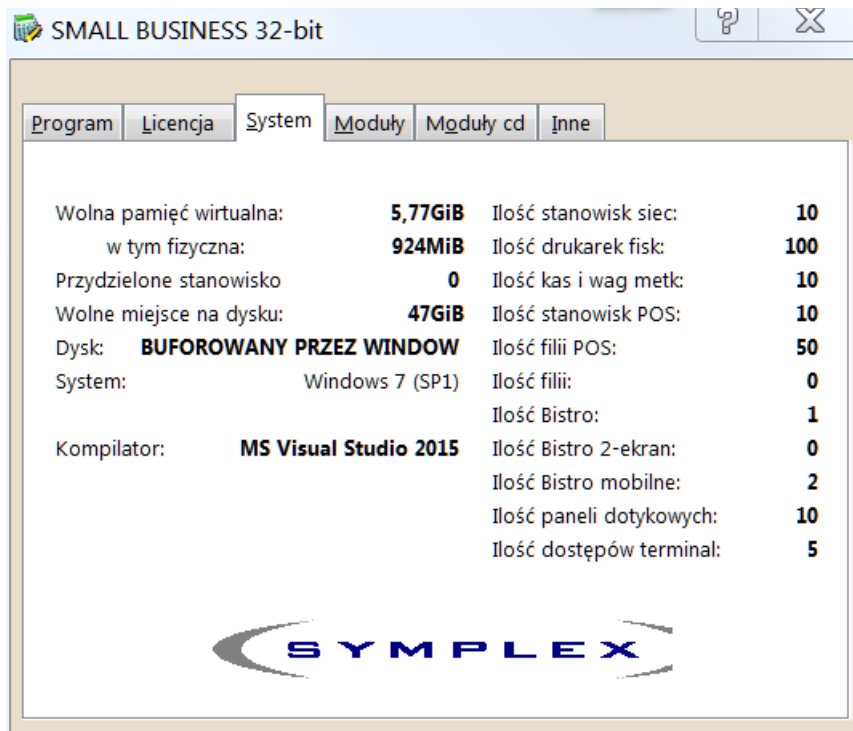 SMALL BUSINESS 32-bit
Program Licencja System Moduły Moduły cd Inne
Wolna pamięć wirtualna: 5,77GiB
w tym fizyczna: 924MiB
Przydzielone stanowisko 0
Wolne miejsce na dysku: 47GiB
Dysk: BUFOROWANY PRZEZ WINDOW
System: Windows 7 (SP1)
Kompilator: MS Visual Studio 2015
Ilość stanowisk siec: 10
Ilość drukarek fisk: 100
Ilość kas i wag metk: 10
Ilość stanowisk POS: 10
Ilość filii POS: 50
Ilość filii: 0
Ilość Bistro: 1
Ilość Bistro 2-ekran: 0
Ilość Bistro mobilne: 2
Ilość paneli dotykowych: 10
Ilość dostępów terminal: 5
SYMPLEX